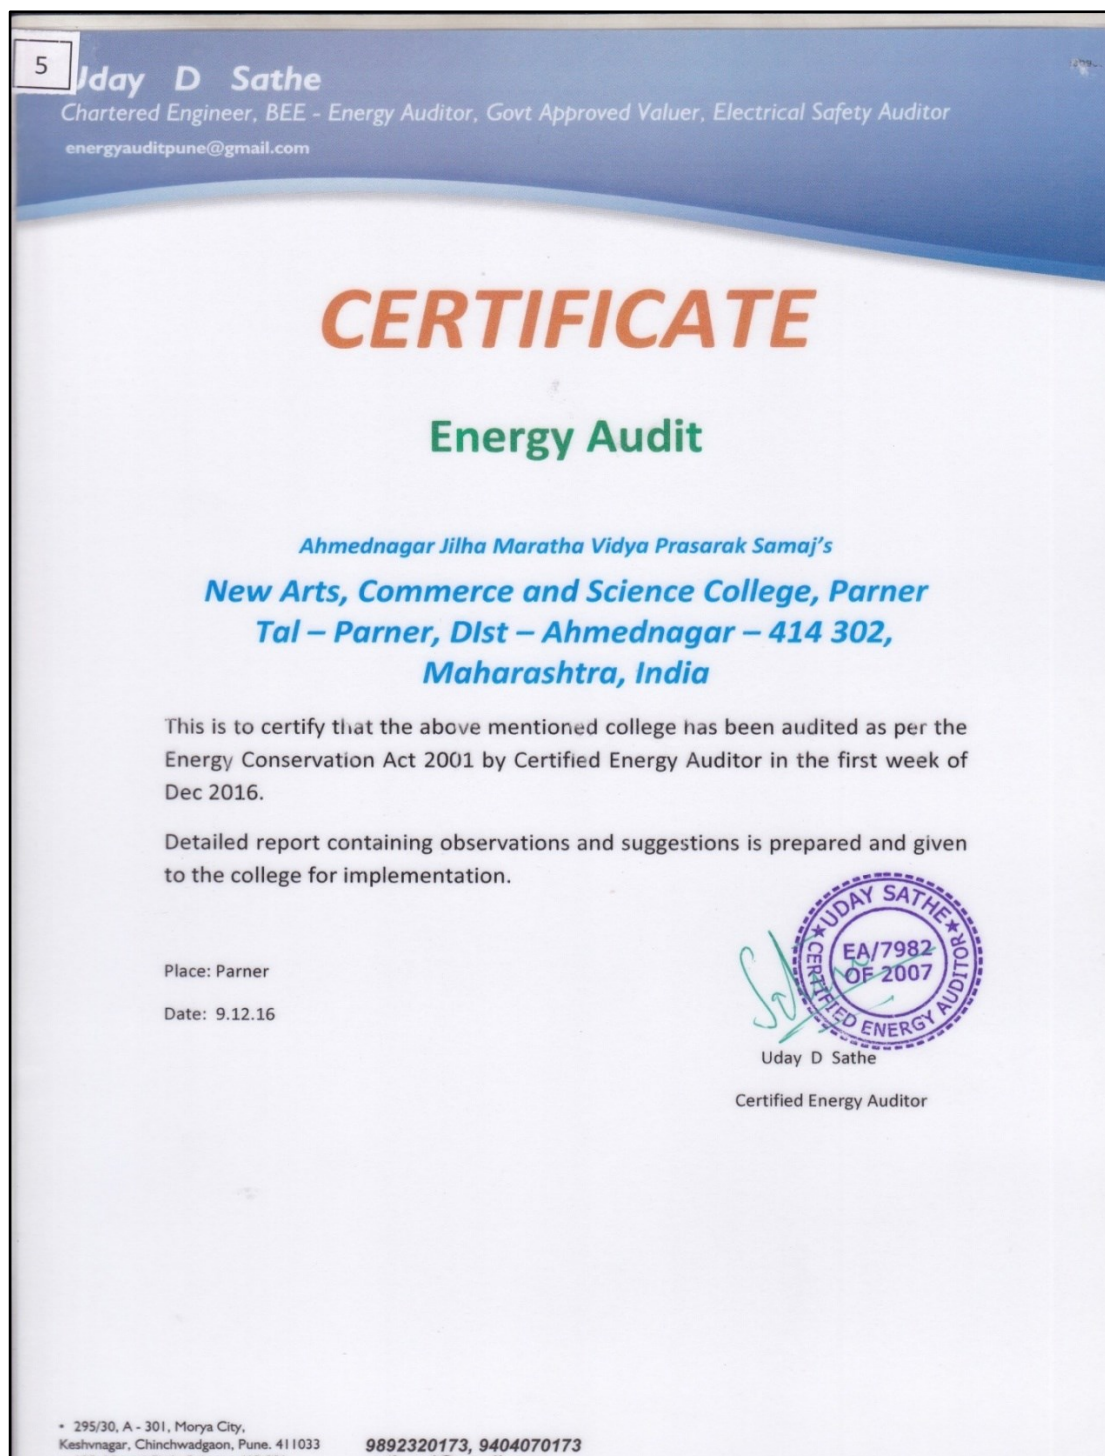 5
Uday D Sathe
Chartered Engineer, BEE - Energy Auditor, Govt Approved Valuer, Electrical Safety Auditor
energyauditpune@gmail.com
CERTIFICATE
Energy Audit
Ahmednagar Jilha Maratha Vidya Prasarak Samaj's
New Arts, Commerce and Science College, Parner
Tal – Parner, DIst – Ahmednagar – 414 302,
Maharashtra, India
This is to certify that the above mentioned college has been audited as per the
Energy Conservation Act 2001 by Certified Energy Auditor in the first week of
Dec 2016.
Detailed report containing observations and suggestions is prepared and given
to the college for implementation.
★UDAY SATHE★
CERTIFIED ENERGY AUDITOR
EA/7982
OF 2007
Place: Parner
Date: 9.12.16
Uday D Sathe
Certified Energy Auditor
• 295/30, A - 301, Morya City,
Keshvnagar, Chinchwadgaon, Pune. 411033
9892320173, 9404070173